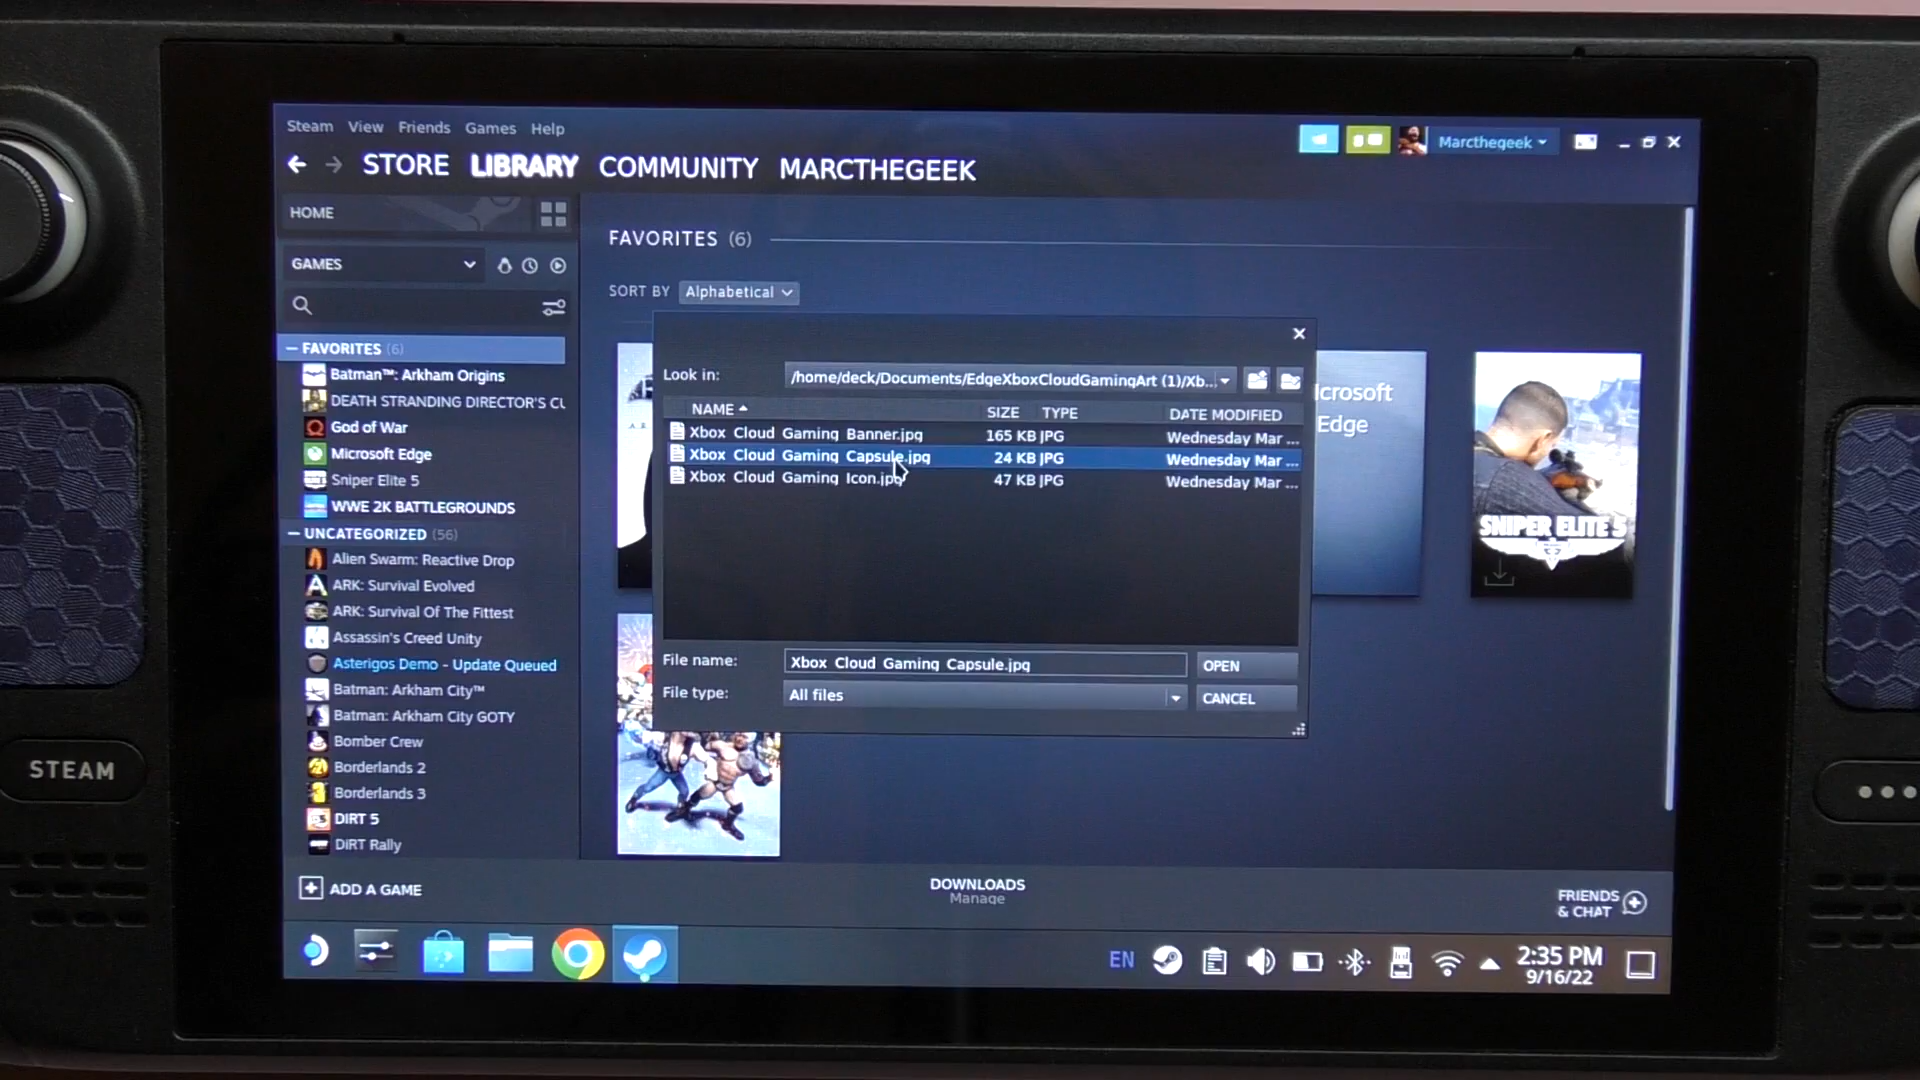 Steam View Friends Games Help
Marcthegeek
STORE LIBRARY COMMUNITY MARCTHEGEEK
HOME
GAMES
FAVORITES (6)
SORT BY Alphabetical
— FAVORITES (6)
Batman™: Arkham Origins
DEATH STRANDING DIRECTOR'S CU
God of War
Microsoft Edge
Sniper Elite 5
WWE 2K BATTLEGROUNDS
— UNCATEGORIZED (56)
Alien Swarm: Reactive Drop
ARK: Survival Evolved
ARK: Survival Of The Fittest
Assassin's Creed Unity
Asterigos Demo - Update Queued
Batman: Arkham City™
Batman: Arkham City GOTY
Bomber Crew
Borderlands 2
Borderlands 3
DIRT 5
DiRT Rally
Look in: /home/deck/Documents/EdgeXboxCloudGamingArt (1)/Xb...
NAME SIZE TYPE DATE MODIFIED
Xbox Cloud Gaming Banner.jpg 165 KB JPG Wednesday Mar ...
Xbox Cloud Gaming Capsule.jpg 24 KB JPG Wednesday Mar ...
Xbox Cloud Gaming Icon.jpg 47 KB JPG Wednesday Mar ...
File name: Xbox Cloud Gaming Capsule.jpg OPEN
File type: All files CANCEL
icrosoft
Edge
SNIPER ELITE 5
ADD A GAME
DOWNLOADS
Manage
FRIENDS
& CHAT
EN
2:35 PM
9/16/22
STEAM